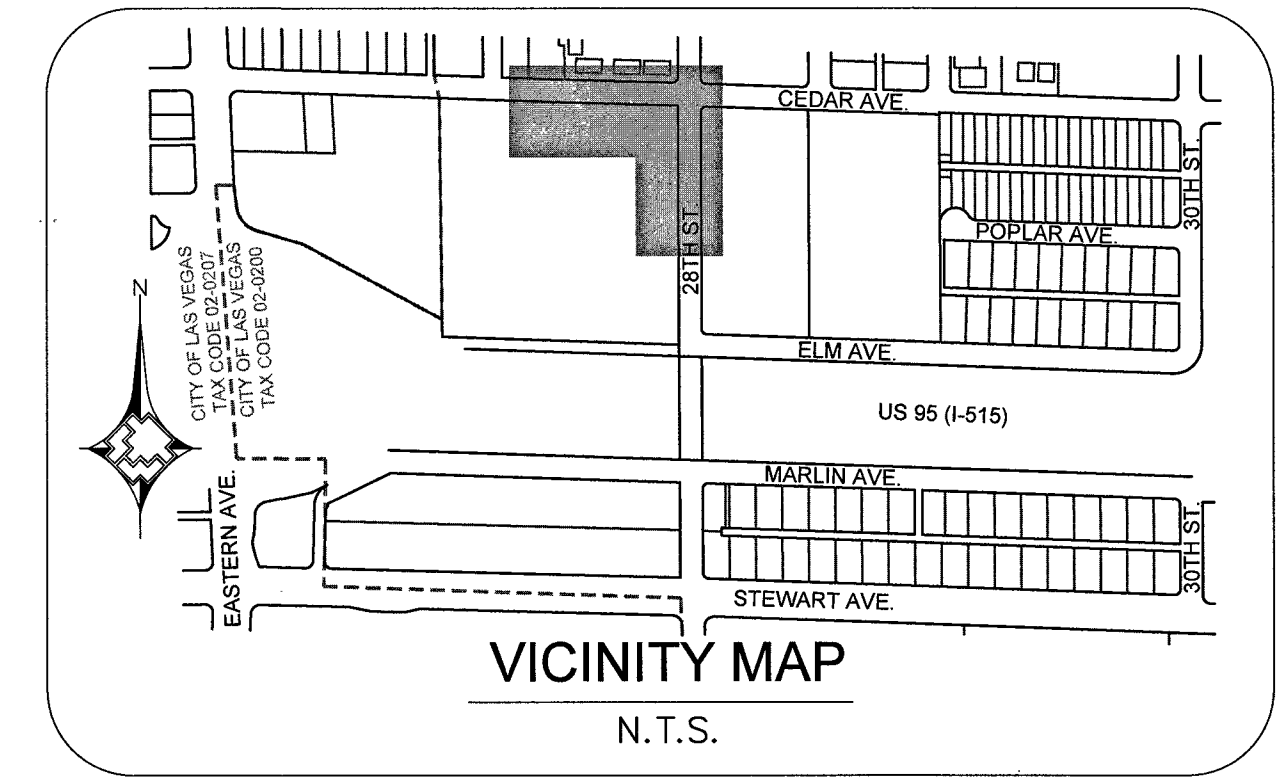 CEDAR AVE.
30TH ST.
POPLAR AVE.
28TH ST.
N
CITY OF LAS VEGAS
TAX CODE 02-0207
CITY OF LAS VEGAS
TAX CODE 02-0200
ELM AVE.
US 95 (I-515)
MARLIN AVE.
EASTERN AVE.
30TH ST.
STEWART AVE.
VICINITY MAP
N.T.S.